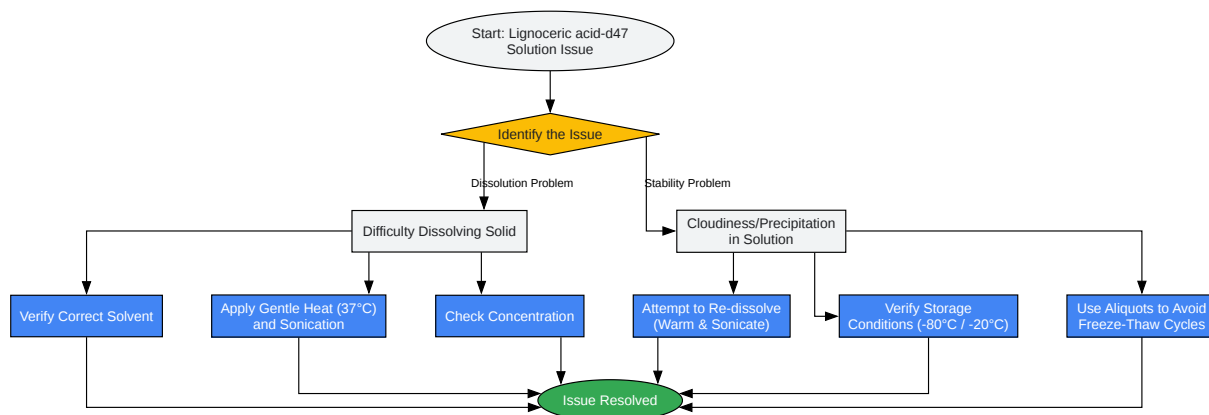 Start: Lignoceric acid-d47
Solution Issue
Identify the Issue
Dissolution Problem
Stability Problem
Difficulty Dissolving Solid
Cloudiness/Precipitation
in Solution
Verify Correct Solvent
Apply Gentle Heat (37°C)
and Sonication
Check Concentration
Attempt to Re-dissolve
(Warm & Sonicate)
Verify Storage
Conditions (-80°C / -20°C)
Use Aliquots to Avoid
Freeze-Thaw Cycles
Issue Resolved